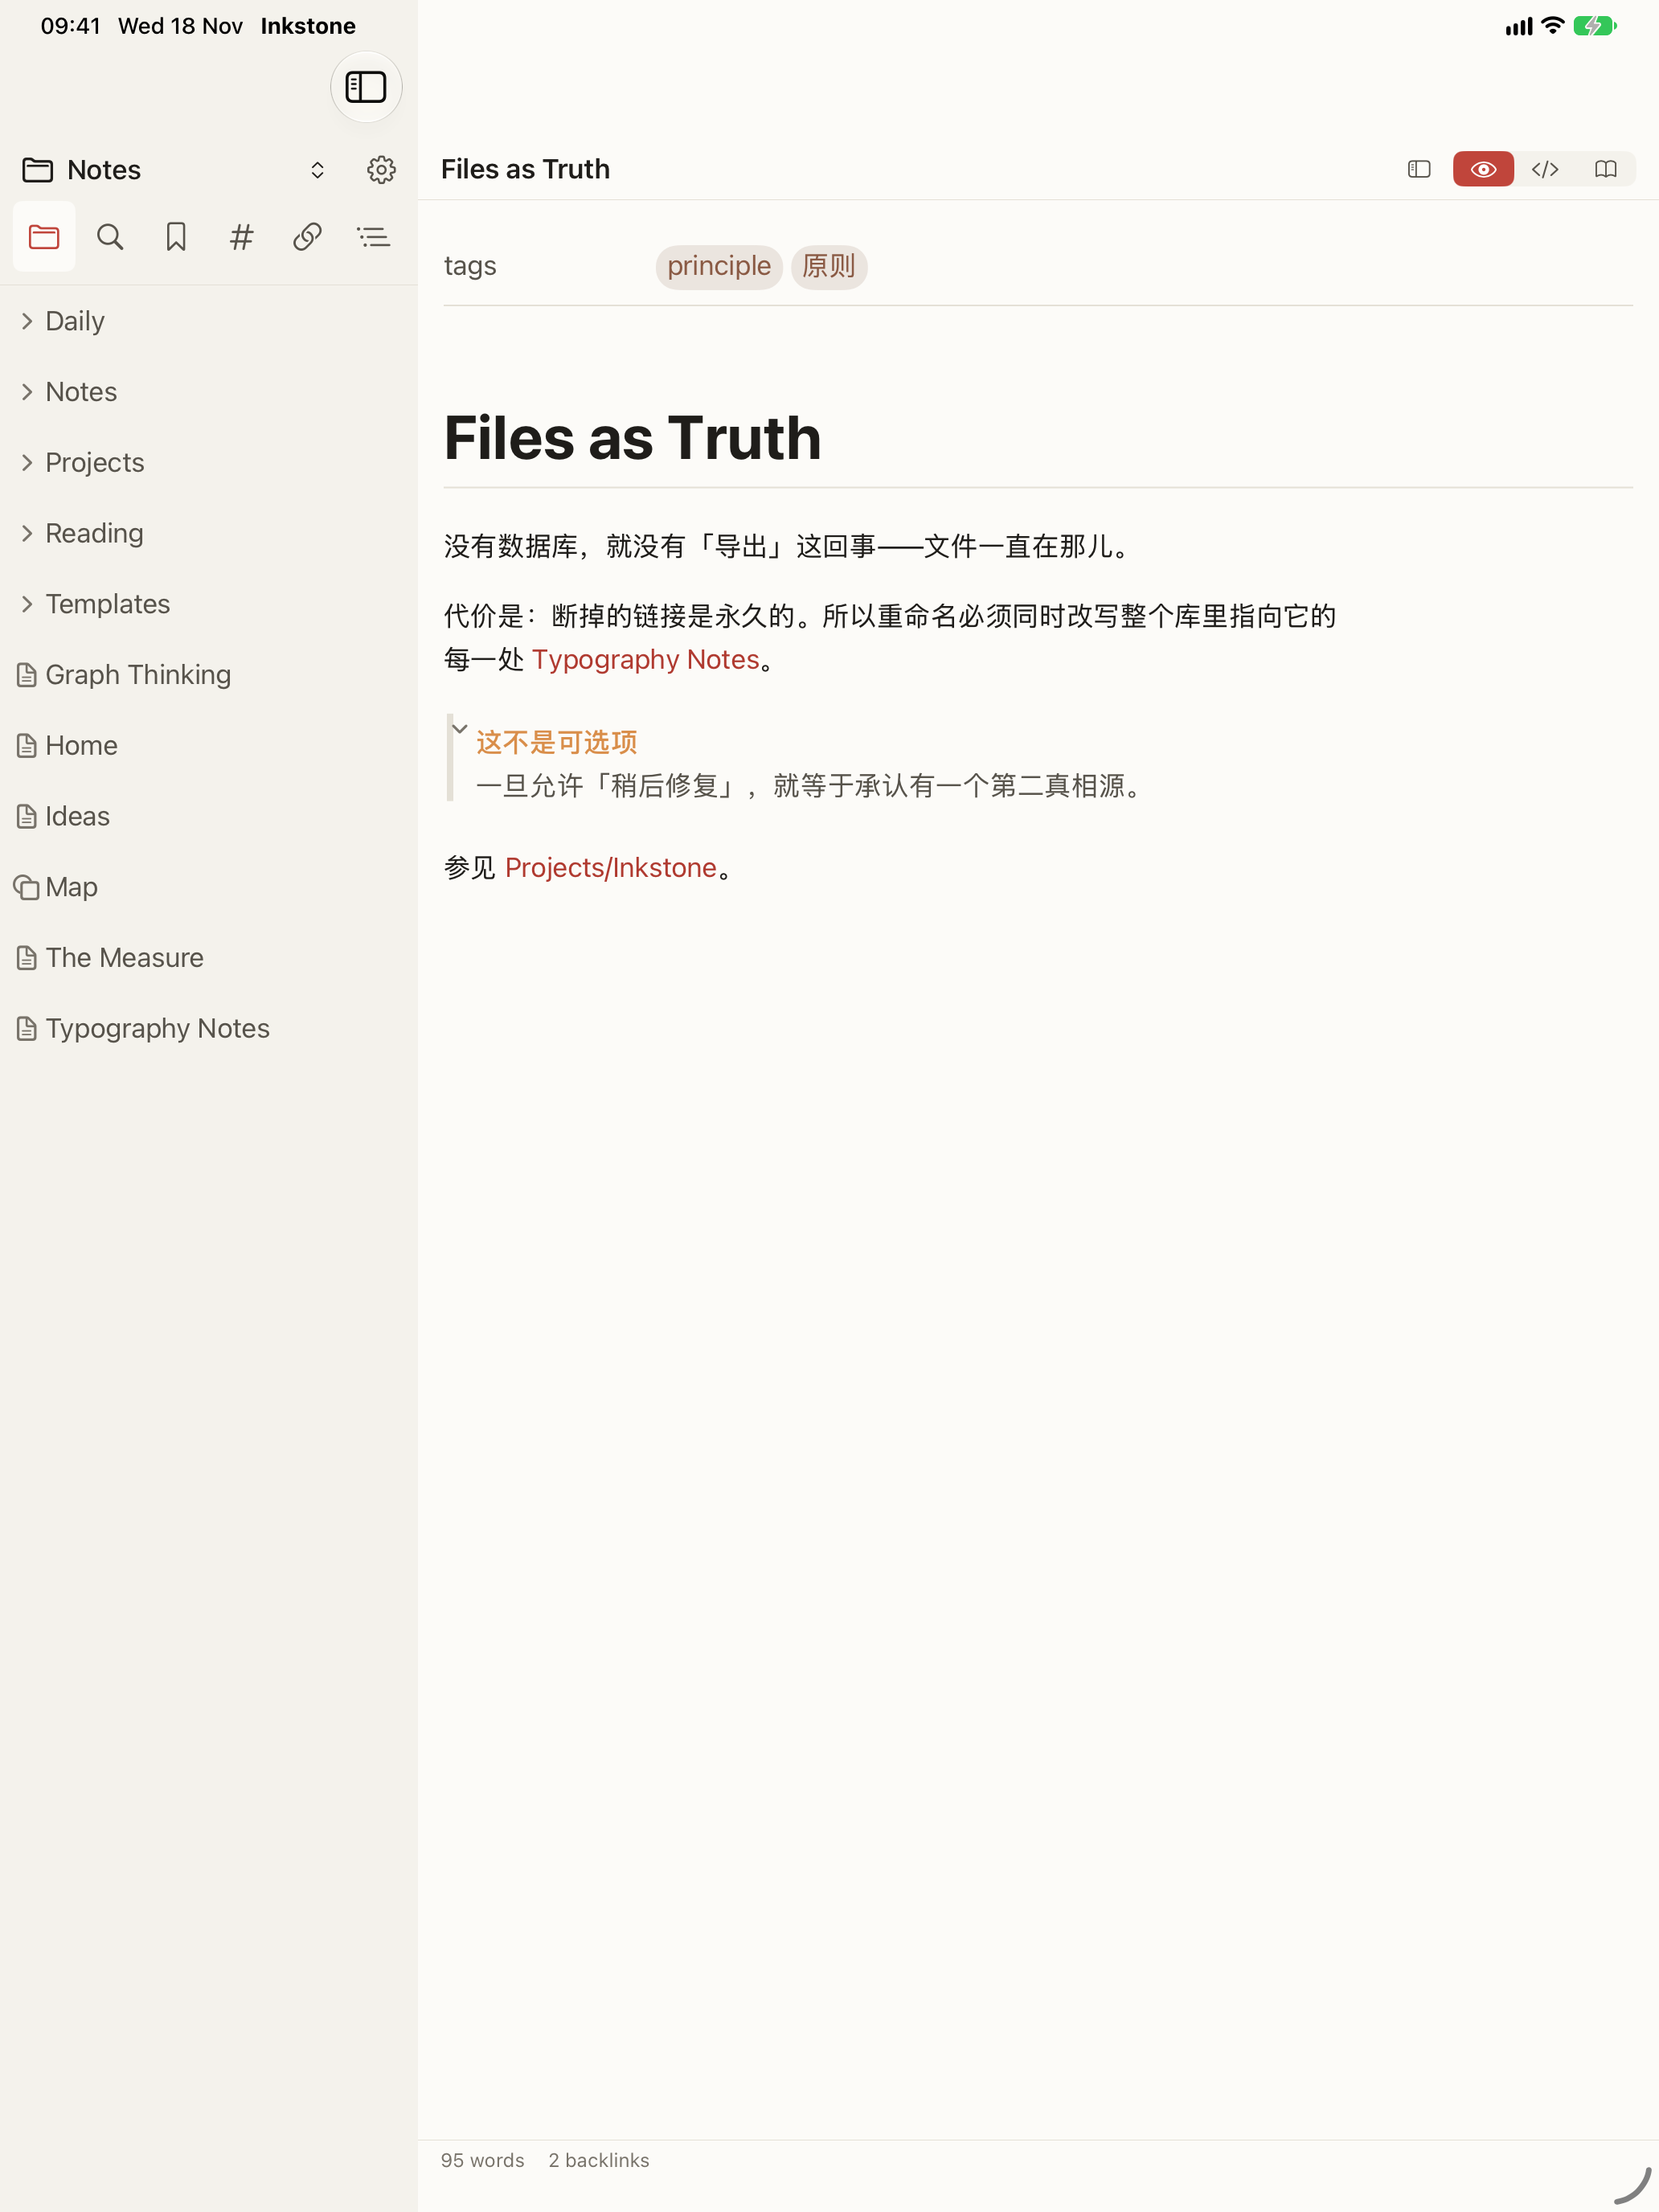 09:41 Wed 18 Nov Inkstone
Notes
Daily
Notes
Projects
Reading
Templates
Graph Thinking
Home
Ideas
Map
The Measure
Typography Notes
Files as Truth
tags principle 原则
Files as Truth
没有数据库，就没有「导出」这回事——文件一直在那儿。
代价是：断掉的链接是永久的。所以重命名必须同时改写整个库里指向它的
每一处 Typography Notes。
这不是可选项
一旦允许「稍后修复」，就等于承认有一个第二真相源。
参见 Projects/Inkstone。
95 words 2 backlinks